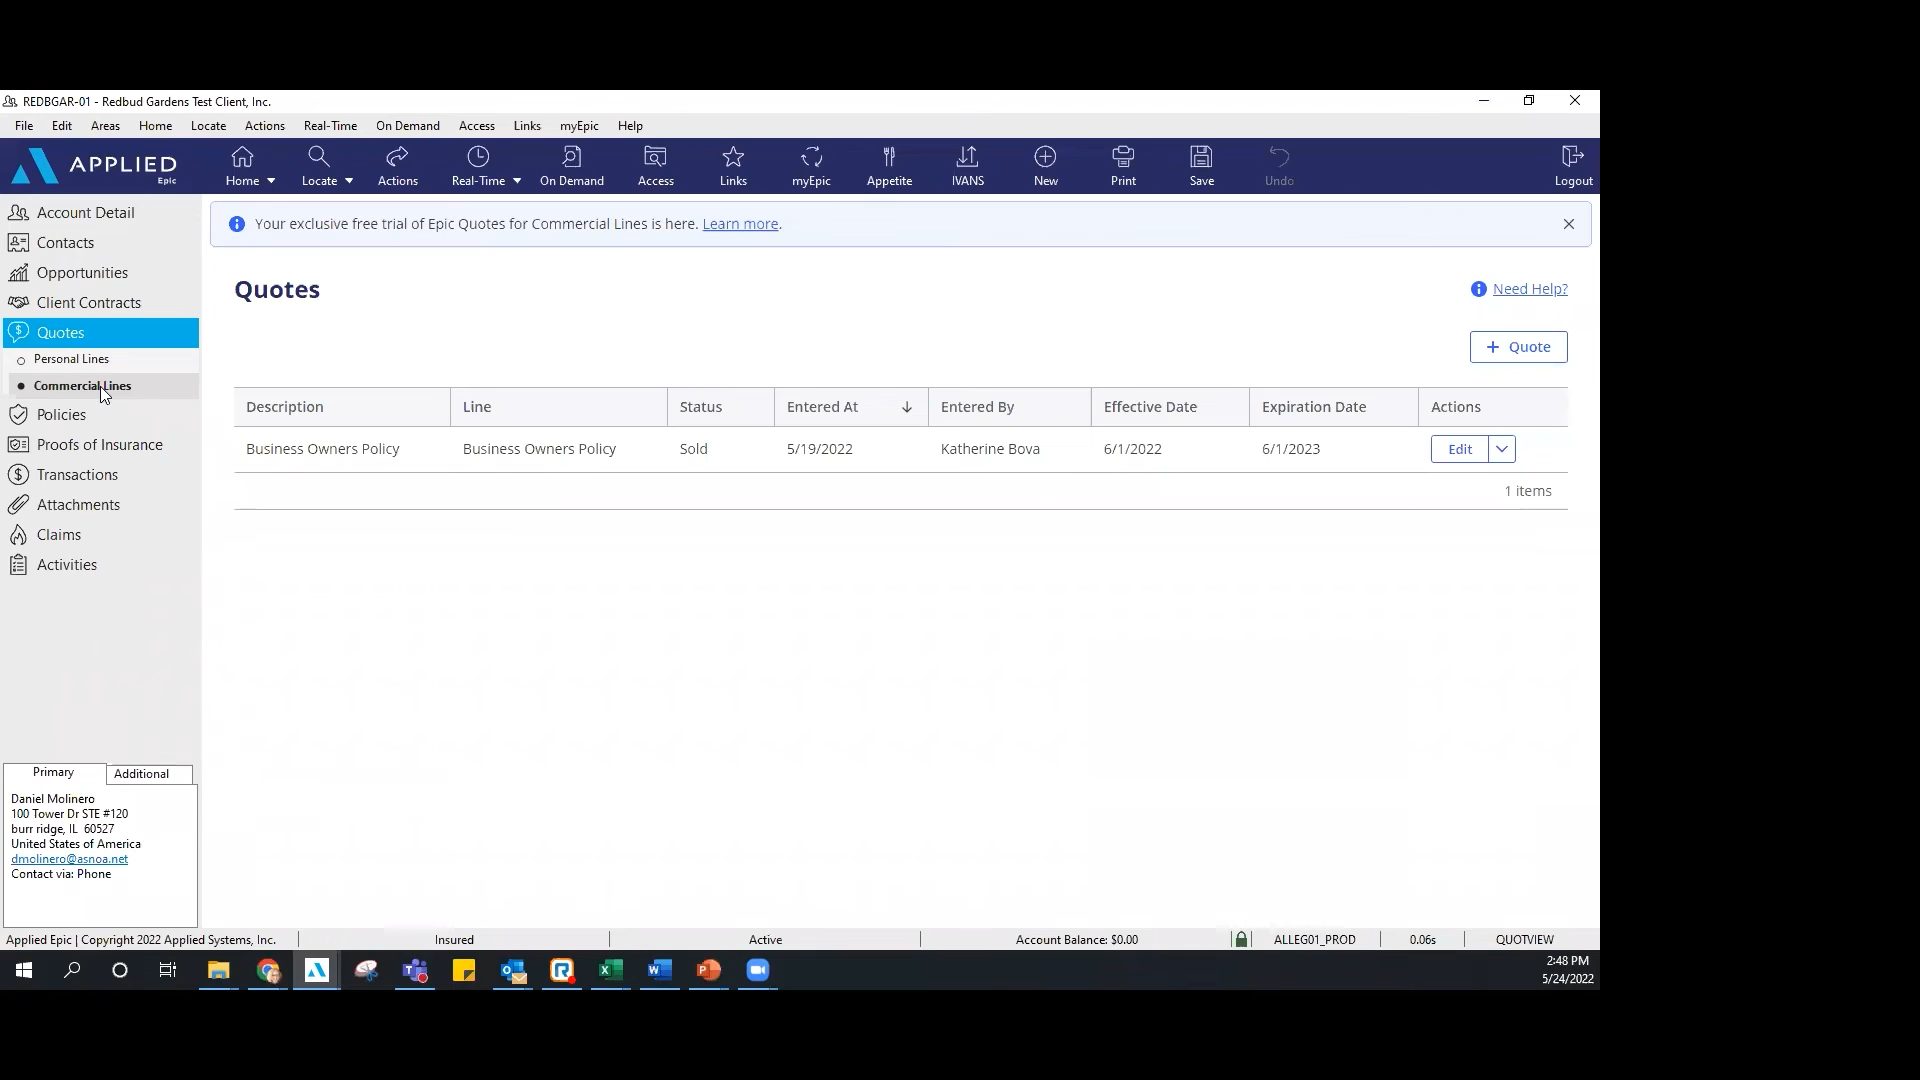 REDBGAR-01 - Redbud Gardens Test Client, Inc.
File Edit Areas Home Locate Actions Real-Time On Demand Access Links myEpic Help
APPLIED
Epic
Home Locate Actions Real-Time On Demand Access Links myEpic Appetite IVANS New Print Save Undo Logout
Account Detail
Contacts
Opportunities
Client Contracts
Quotes
Personal Lines
Commercial Lines
Policies
Proofs of Insurance
Transactions
Attachments
Claims
Activities
Your exclusive free trial of Epic Quotes for Commercial Lines is here. Learn more.
Quotes
Need Help?
+ Quote
Description Line Status Entered At Entered By Effective Date Expiration Date Actions
Business Owners Policy Business Owners Policy Sold 5/19/2022 Katherine Bova 6/1/2022 6/1/2023 Edit
1 items
Primary Additional
Daniel Molinero
100 Tower Dr STE #120
burr ridge, IL 60527
United States of America
dmolinero@asnoa.net
Contact via: Phone
Applied Epic | Copyright 2022 Applied Systems, Inc. Insured Active Account Balance: $0.00 ALLEG01_PROD 0.06s QUOTVIEW
2:48 PM
5/24/2022